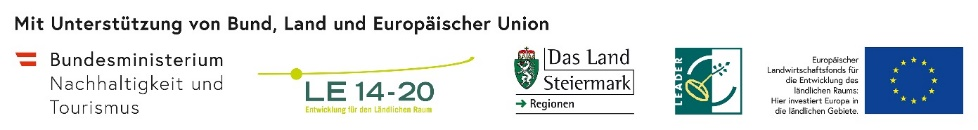 Mit Unterstützung von Bund, Land und Europäischer Union
Bundesministerium
Nachhaltigkeit und
Tourismus
LE 14-20
Entwicklung für den Ländlichen Raum
Das Land
Steiermark
→ Regionen
LEADER
Europäischer
Landwirtschaftsfonds für
die Entwicklung des
ländlichen Raums:
Hier investiert Europa in
die ländlichen Gebiete.